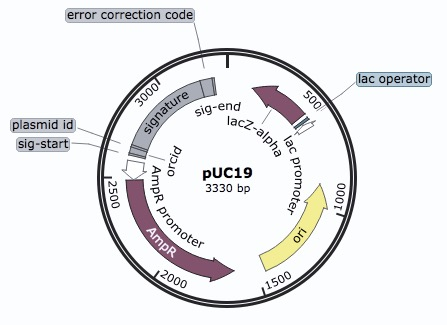 error correction code
3000
500
lac operator
signature
sig-end
lacZ-alpha
plasmid id
sig-start
orcid
lac promoter
pUC19
3330 bp
2500
AmpR promoter
1000
AmpR
ori
2000
1500